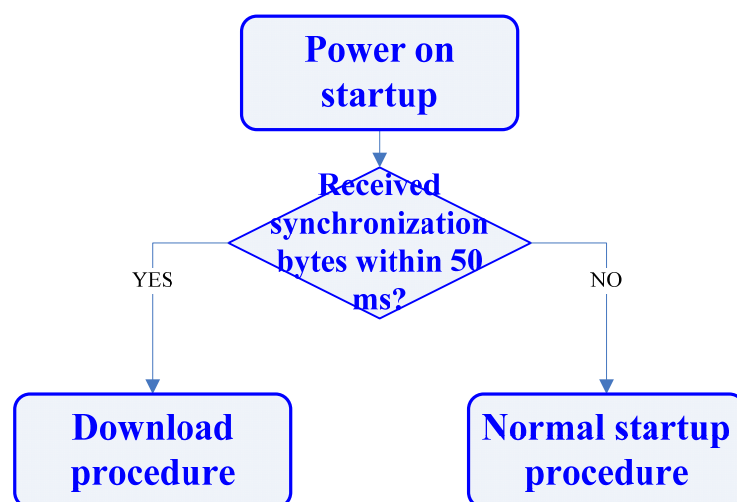 Power on
startup
Received
synchronization
bytes within 50
ms?
YES
NO
Download
procedure
Normal startup
procedure